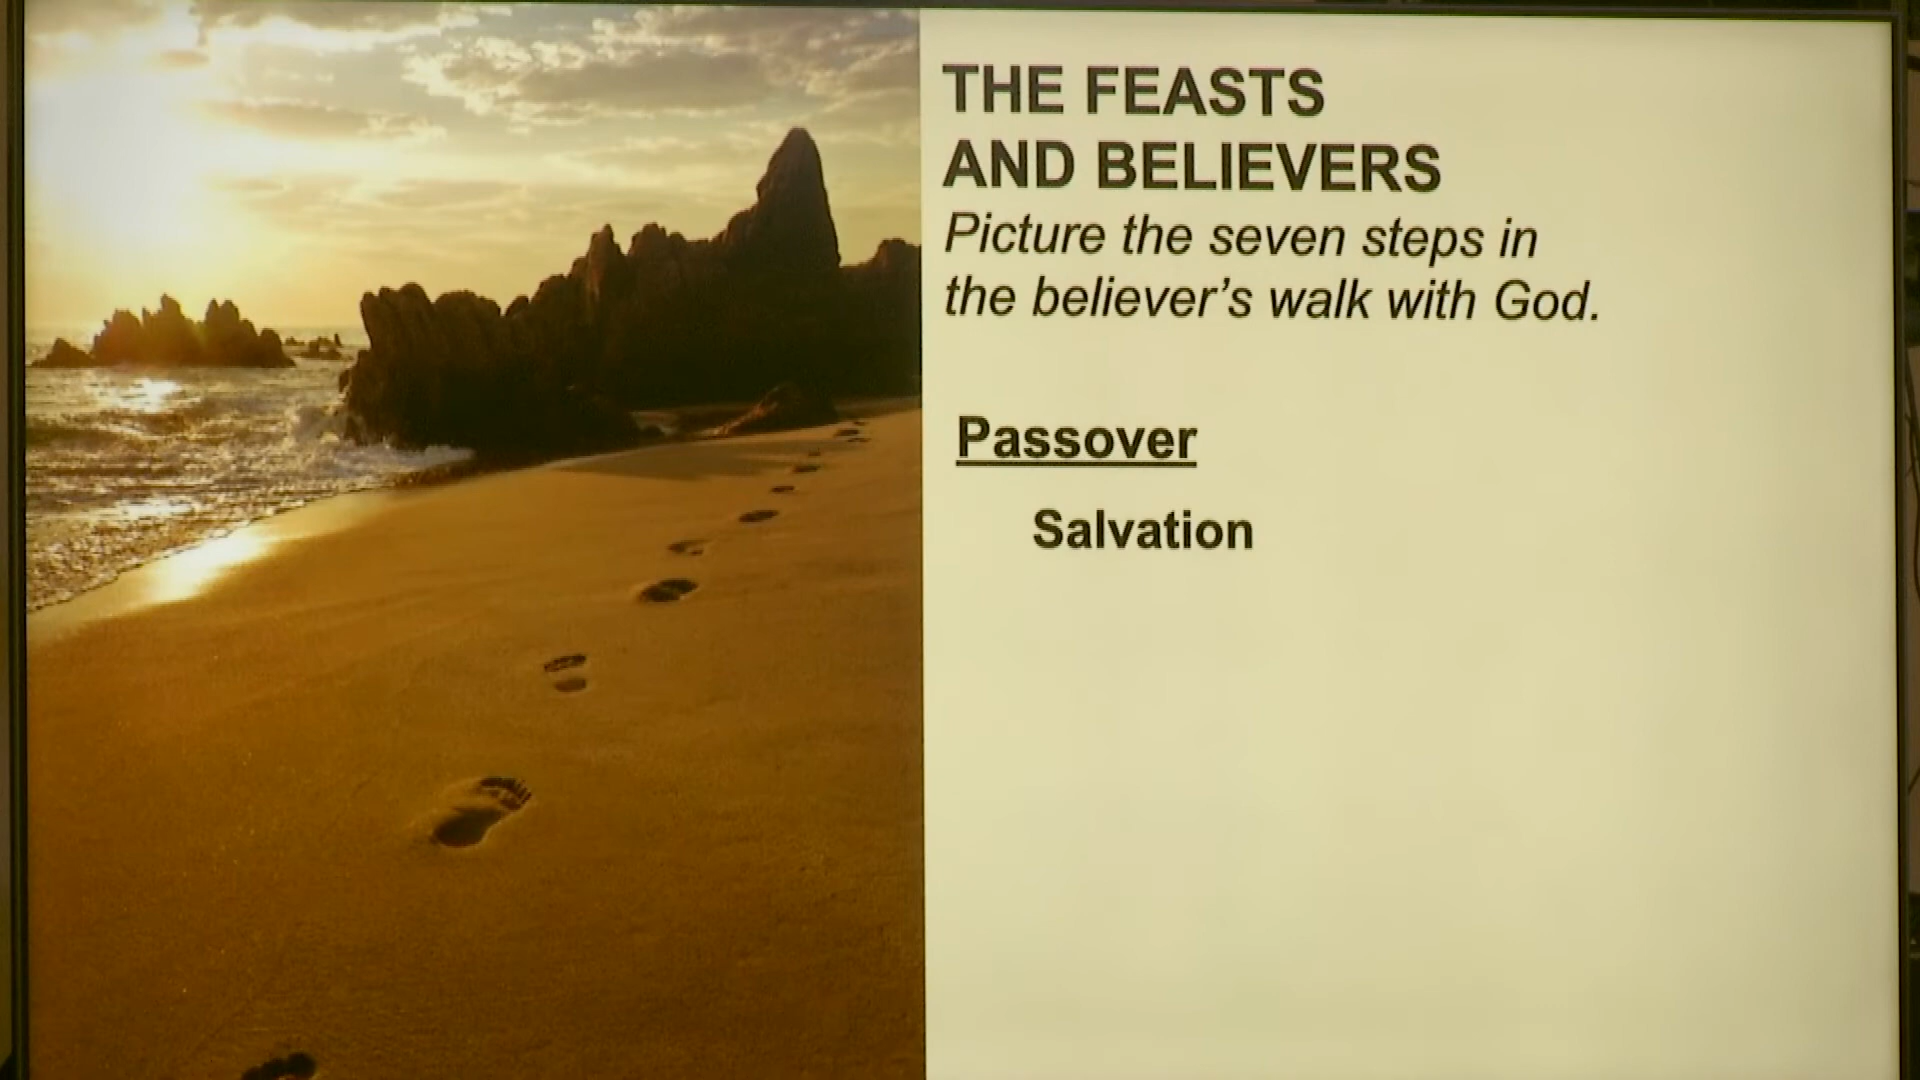 THE FEASTS
AND BELIEVERS
Picture the seven steps in
the believer's walk with God.
Passover
Salvation